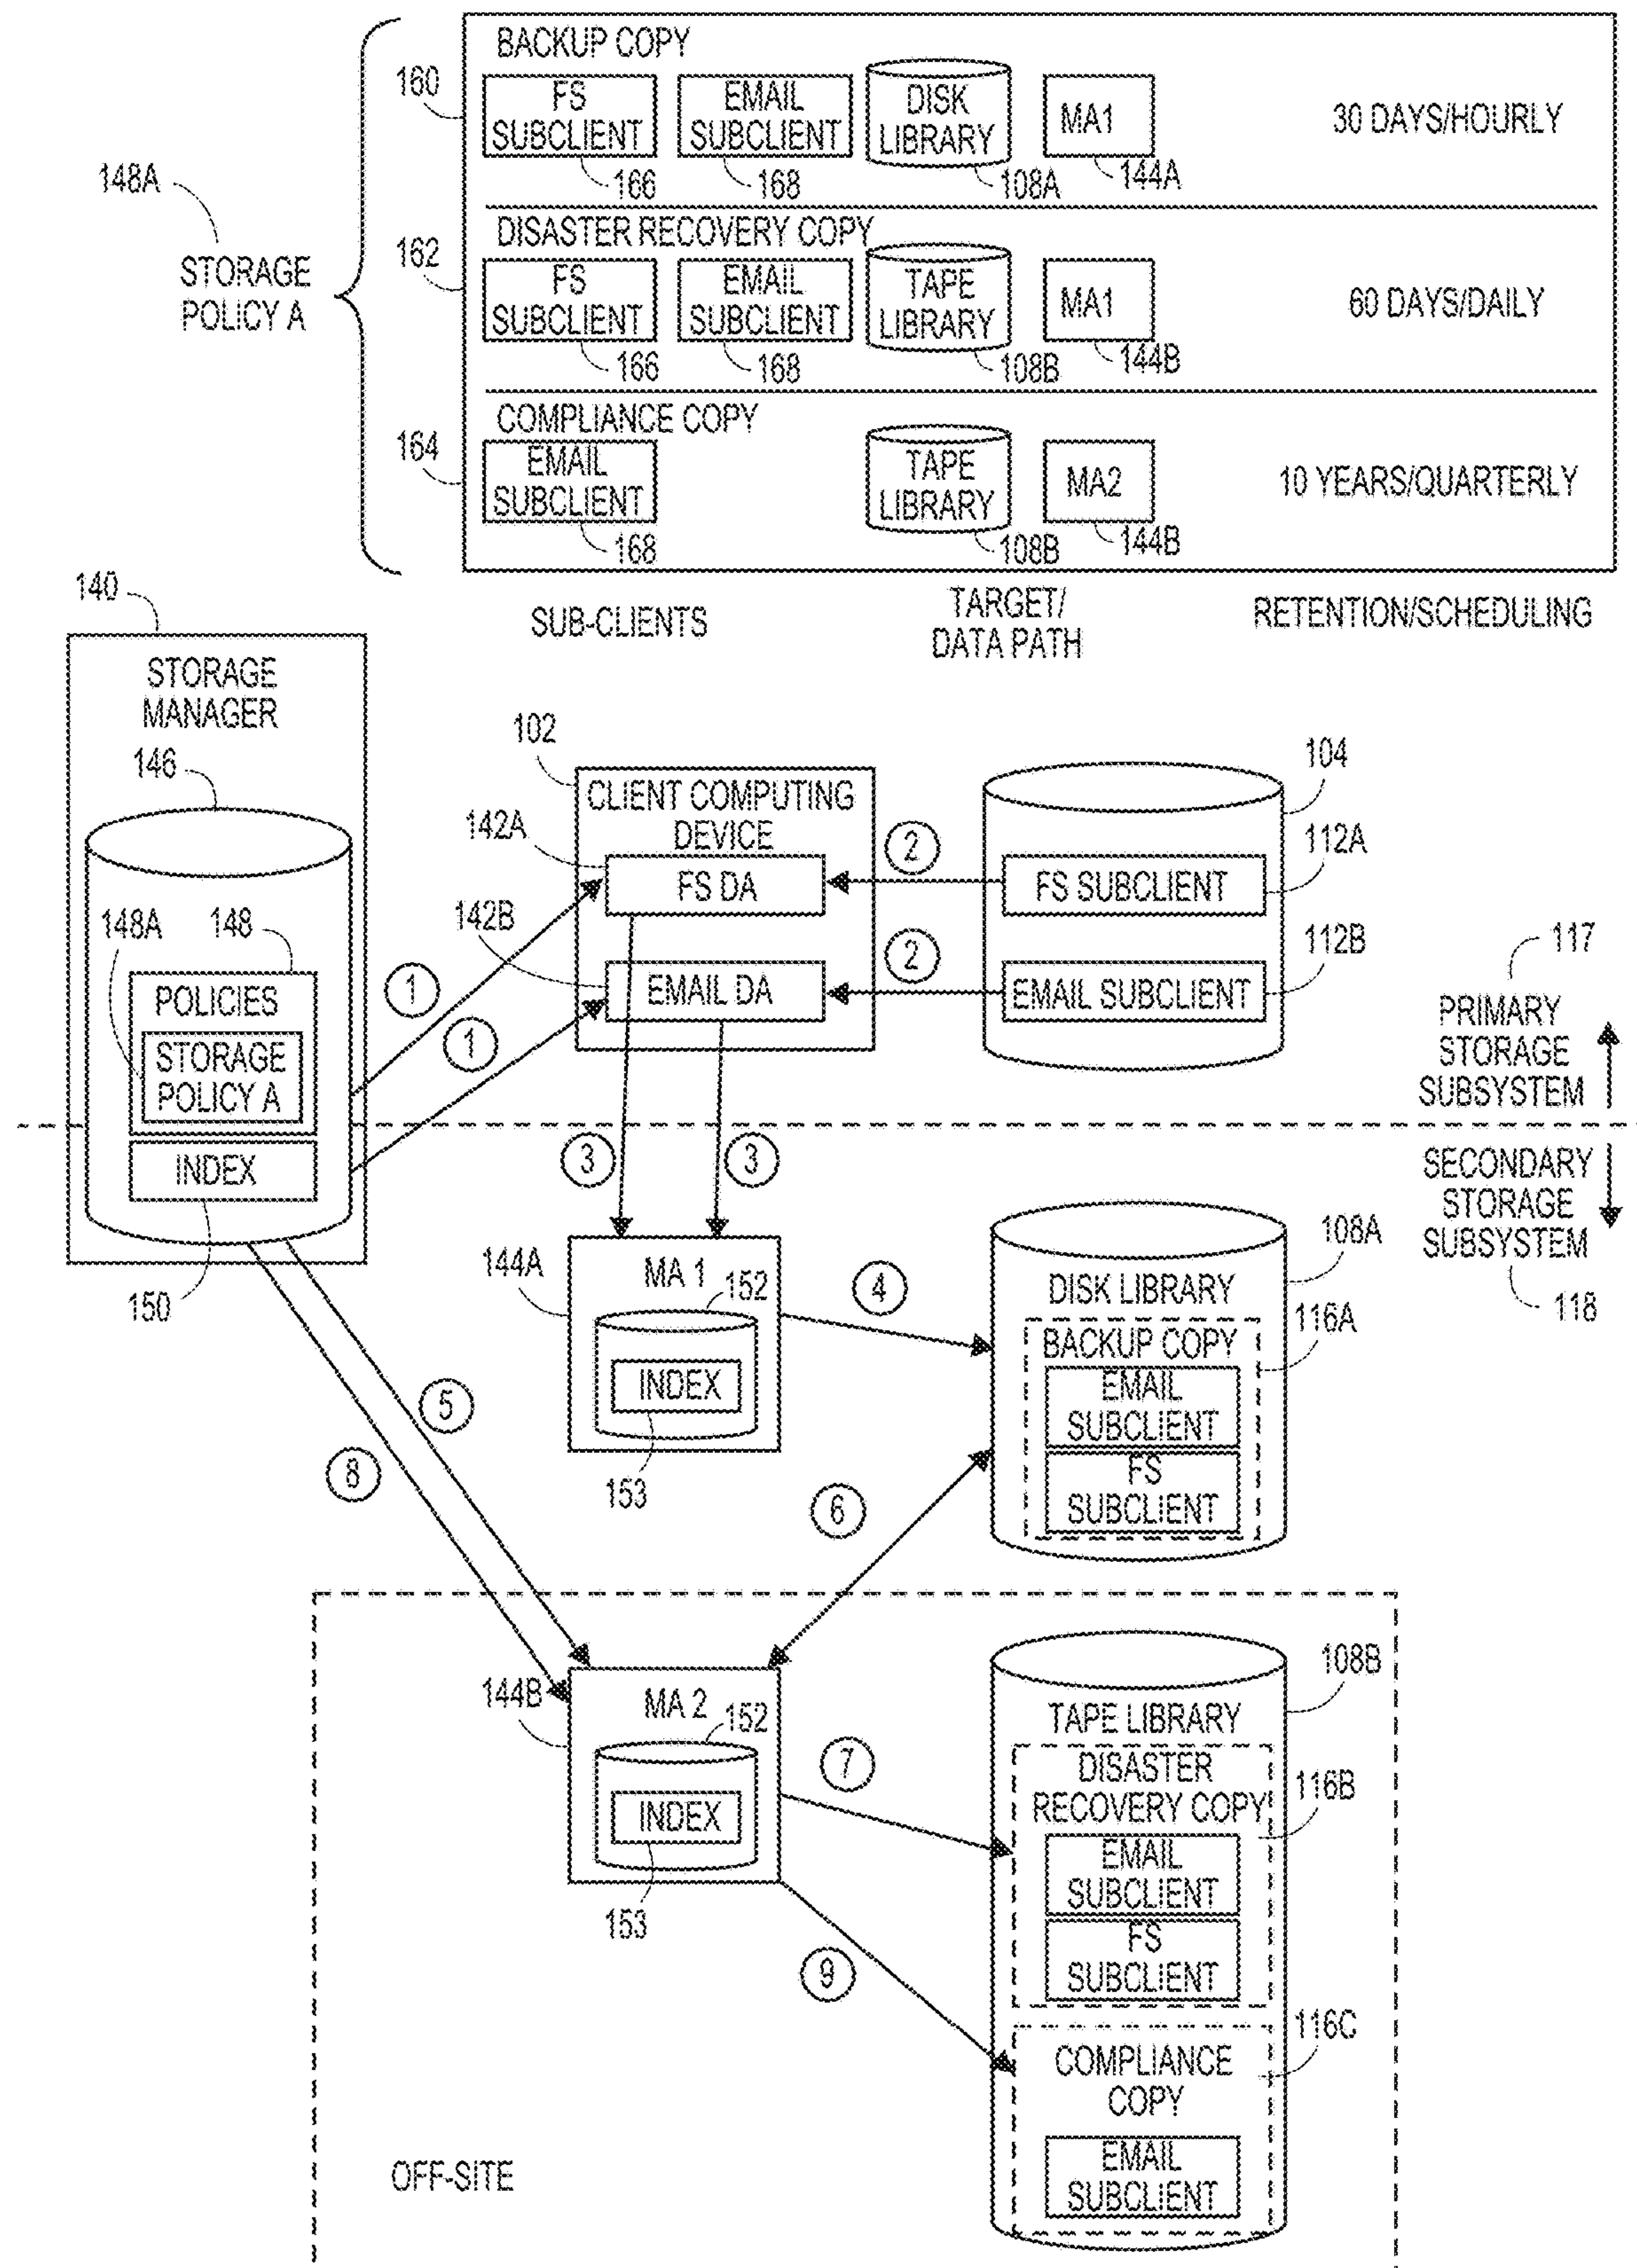 BACKUP COPY
160
FS
SUBCLIENT
166
EMAIL
SUBCLIENT
168
DISK
LIBRARY
108A
MA1
144A
30 DAYS/HOURLY
148A
STORAGE
POLICY A
DISASTER RECOVERY COPY
162
FS
SUBCLIENT
166
EMAIL
SUBCLIENT
168
TAPE
LIBRARY
108B
MA1
144B
60 DAYS/DAILY
COMPLIANCE COPY
164
EMAIL
SUBCLIENT
168
TAPE
LIBRARY
108B
MA2
144B
10 YEARS/QUARTERLY
SUB-CLIENTS
TARGET/
DATA PATH
RETENTION/SCHEDULING
140
STORAGE
MANAGER
146
148A
148
POLICIES
STORAGE
POLICY A
INDEX
150
102
CLIENT COMPUTING
DEVICE
142A
FS DA
142B
EMAIL DA
1
1
2
2
104
FS SUBCLIENT
112A
EMAIL SUBCLIENT
112B
117
PRIMARY
STORAGE
SUBSYSTEM
SECONDARY
STORAGE
SUBSYSTEM
118
3
3
144A
MA 1
152
INDEX
153
4
108A
DISK LIBRARY
116A
BACKUP COPY
EMAIL
SUBCLIENT
FS
SUBCLIENT
5
8
6
144B
MA 2
152
INDEX
153
7
9
108B
TAPE LIBRARY
DISASTER
RECOVERY COPY
116B
EMAIL
SUBCLIENT
FS
SUBCLIENT
116C
COMPLIANCE
COPY
EMAIL
SUBCLIENT
OFF-SITE